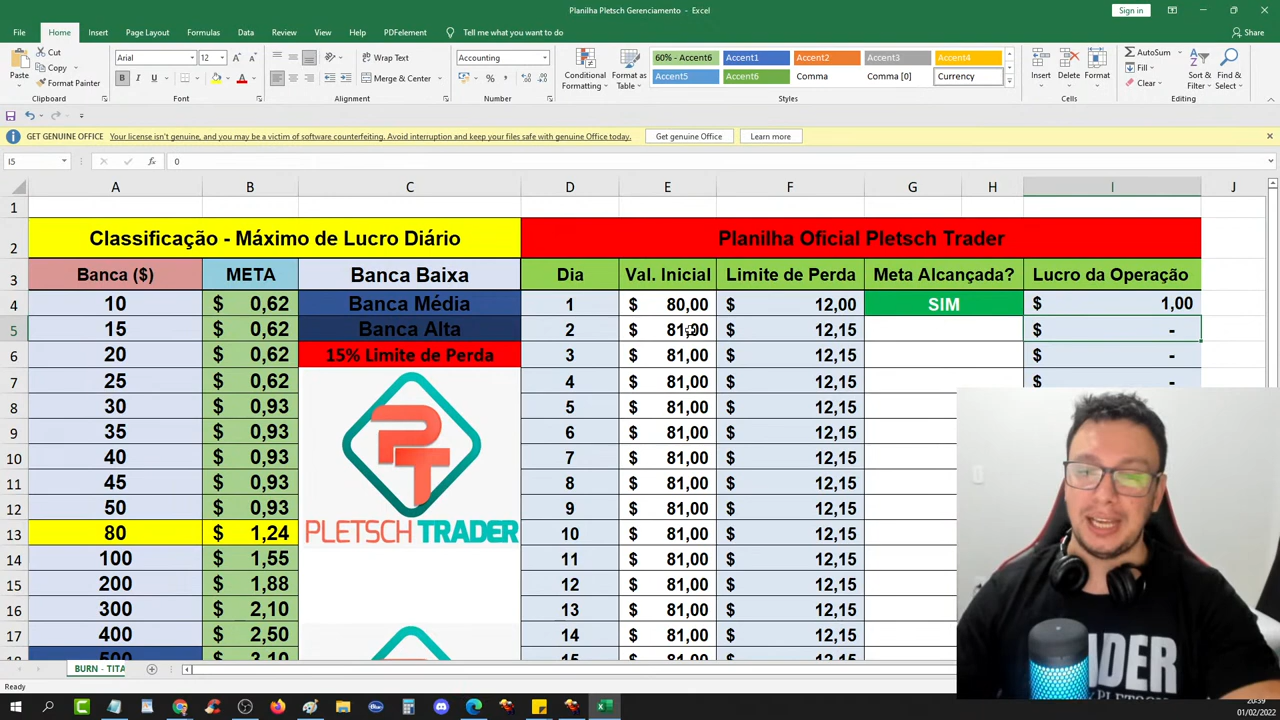 Planilha Pletsch Gerenciamento - Excel
Sign in
File Home Insert Page Layout Formulas Data Review View Help PDFelement Tell me what you want to do Share
Paste
Cut
Copy
Format Painter
Clipboard
Arial 12
B I U
Font
Wrap Text
Merge & Center
Alignment
Accounting
Number
Conditional Formatting
Format as Table
60% - Accent6 Accent1 Accent2 Accent3 Accent4
Accent5 Accent6 Comma Comma [0] Currency
Styles
Insert Delete Format
Cells
AutoSum
Fill
Clear
Sort & Filter
Find & Select
Editing
GET GENUINE OFFICE Your license isn't genuine, and you may be a victim of software counterfeiting. Avoid interruption and keep your files safe with genuine Office today. Get genuine Office Learn more
I5 fx 0
A B C D E F G H I J
1
2 Classificação - Máximo de Lucro Diário Planilha Oficial Pletsch Trader
3 Banca ($) META Banca Baixa Dia Val. Inicial Limite de Perda Meta Alcançada? Lucro da Operação
4 10 $ 0,62 Banca Média 1 $ 80,00 $ 12,00 SIM $ 1,00
5 15 $ 0,62 Banca Alta 2 $ 81,00 $ 12,15 $ -
6 20 $ 0,62 15% Limite de Perda 3 $ 81,00 $ 12,15 $ -
7 25 $ 0,62 4 $ 81,00 $ 12,15 $ -
8 30 $ 0,93 5 $ 81,00 $ 12,15
9 35 $ 0,93 6 $ 81,00 $ 12,15
10 40 $ 0,93 7 $ 81,00 $ 12,15
11 45 $ 0,93 8 $ 81,00 $ 12,15
12 50 $ 0,93 9 $ 81,00 $ 12,15
13 80 $ 1,24 PLETSCH TRADER 10 $ 81,00 $ 12,15
14 100 $ 1,55 11 $ 81,00 $ 12,15
15 200 $ 1,88 12 $ 81,00 $ 12,15
16 300 $ 2,10 13 $ 81,00 $ 12,15
17 400 $ 2,50 14 $ 81,00 $ 12,15
18 500 $ 3,10 15 $ 81,00 $ 12,15
BURN - TITA
Ready
20:59
01/02/2022
PLETSCH